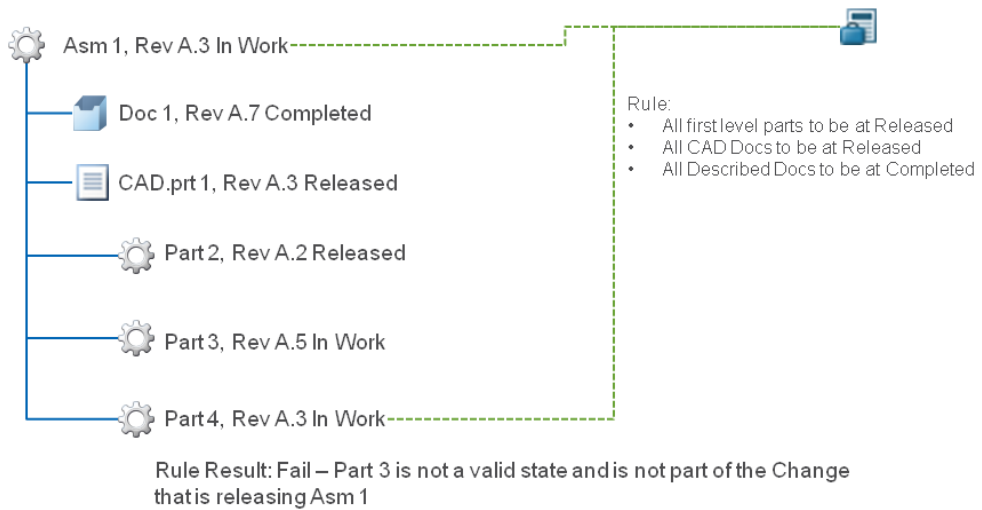 Asm 1, Rev A.3 In Work
Doc 1, Rev A.7 Completed
CAD.prt 1, Rev A.3 Released
Part 2, Rev A.2 Released
Part 3, Rev A.5 In Work
Part 4, Rev A.3 In Work
Rule:
• All first level parts to be at Released
• All CAD Docs to be at Released
• All Described Docs to be at Completed
Rule Result: Fail – Part 3 is not a valid state and is not part of the Change
that is releasing Asm 1